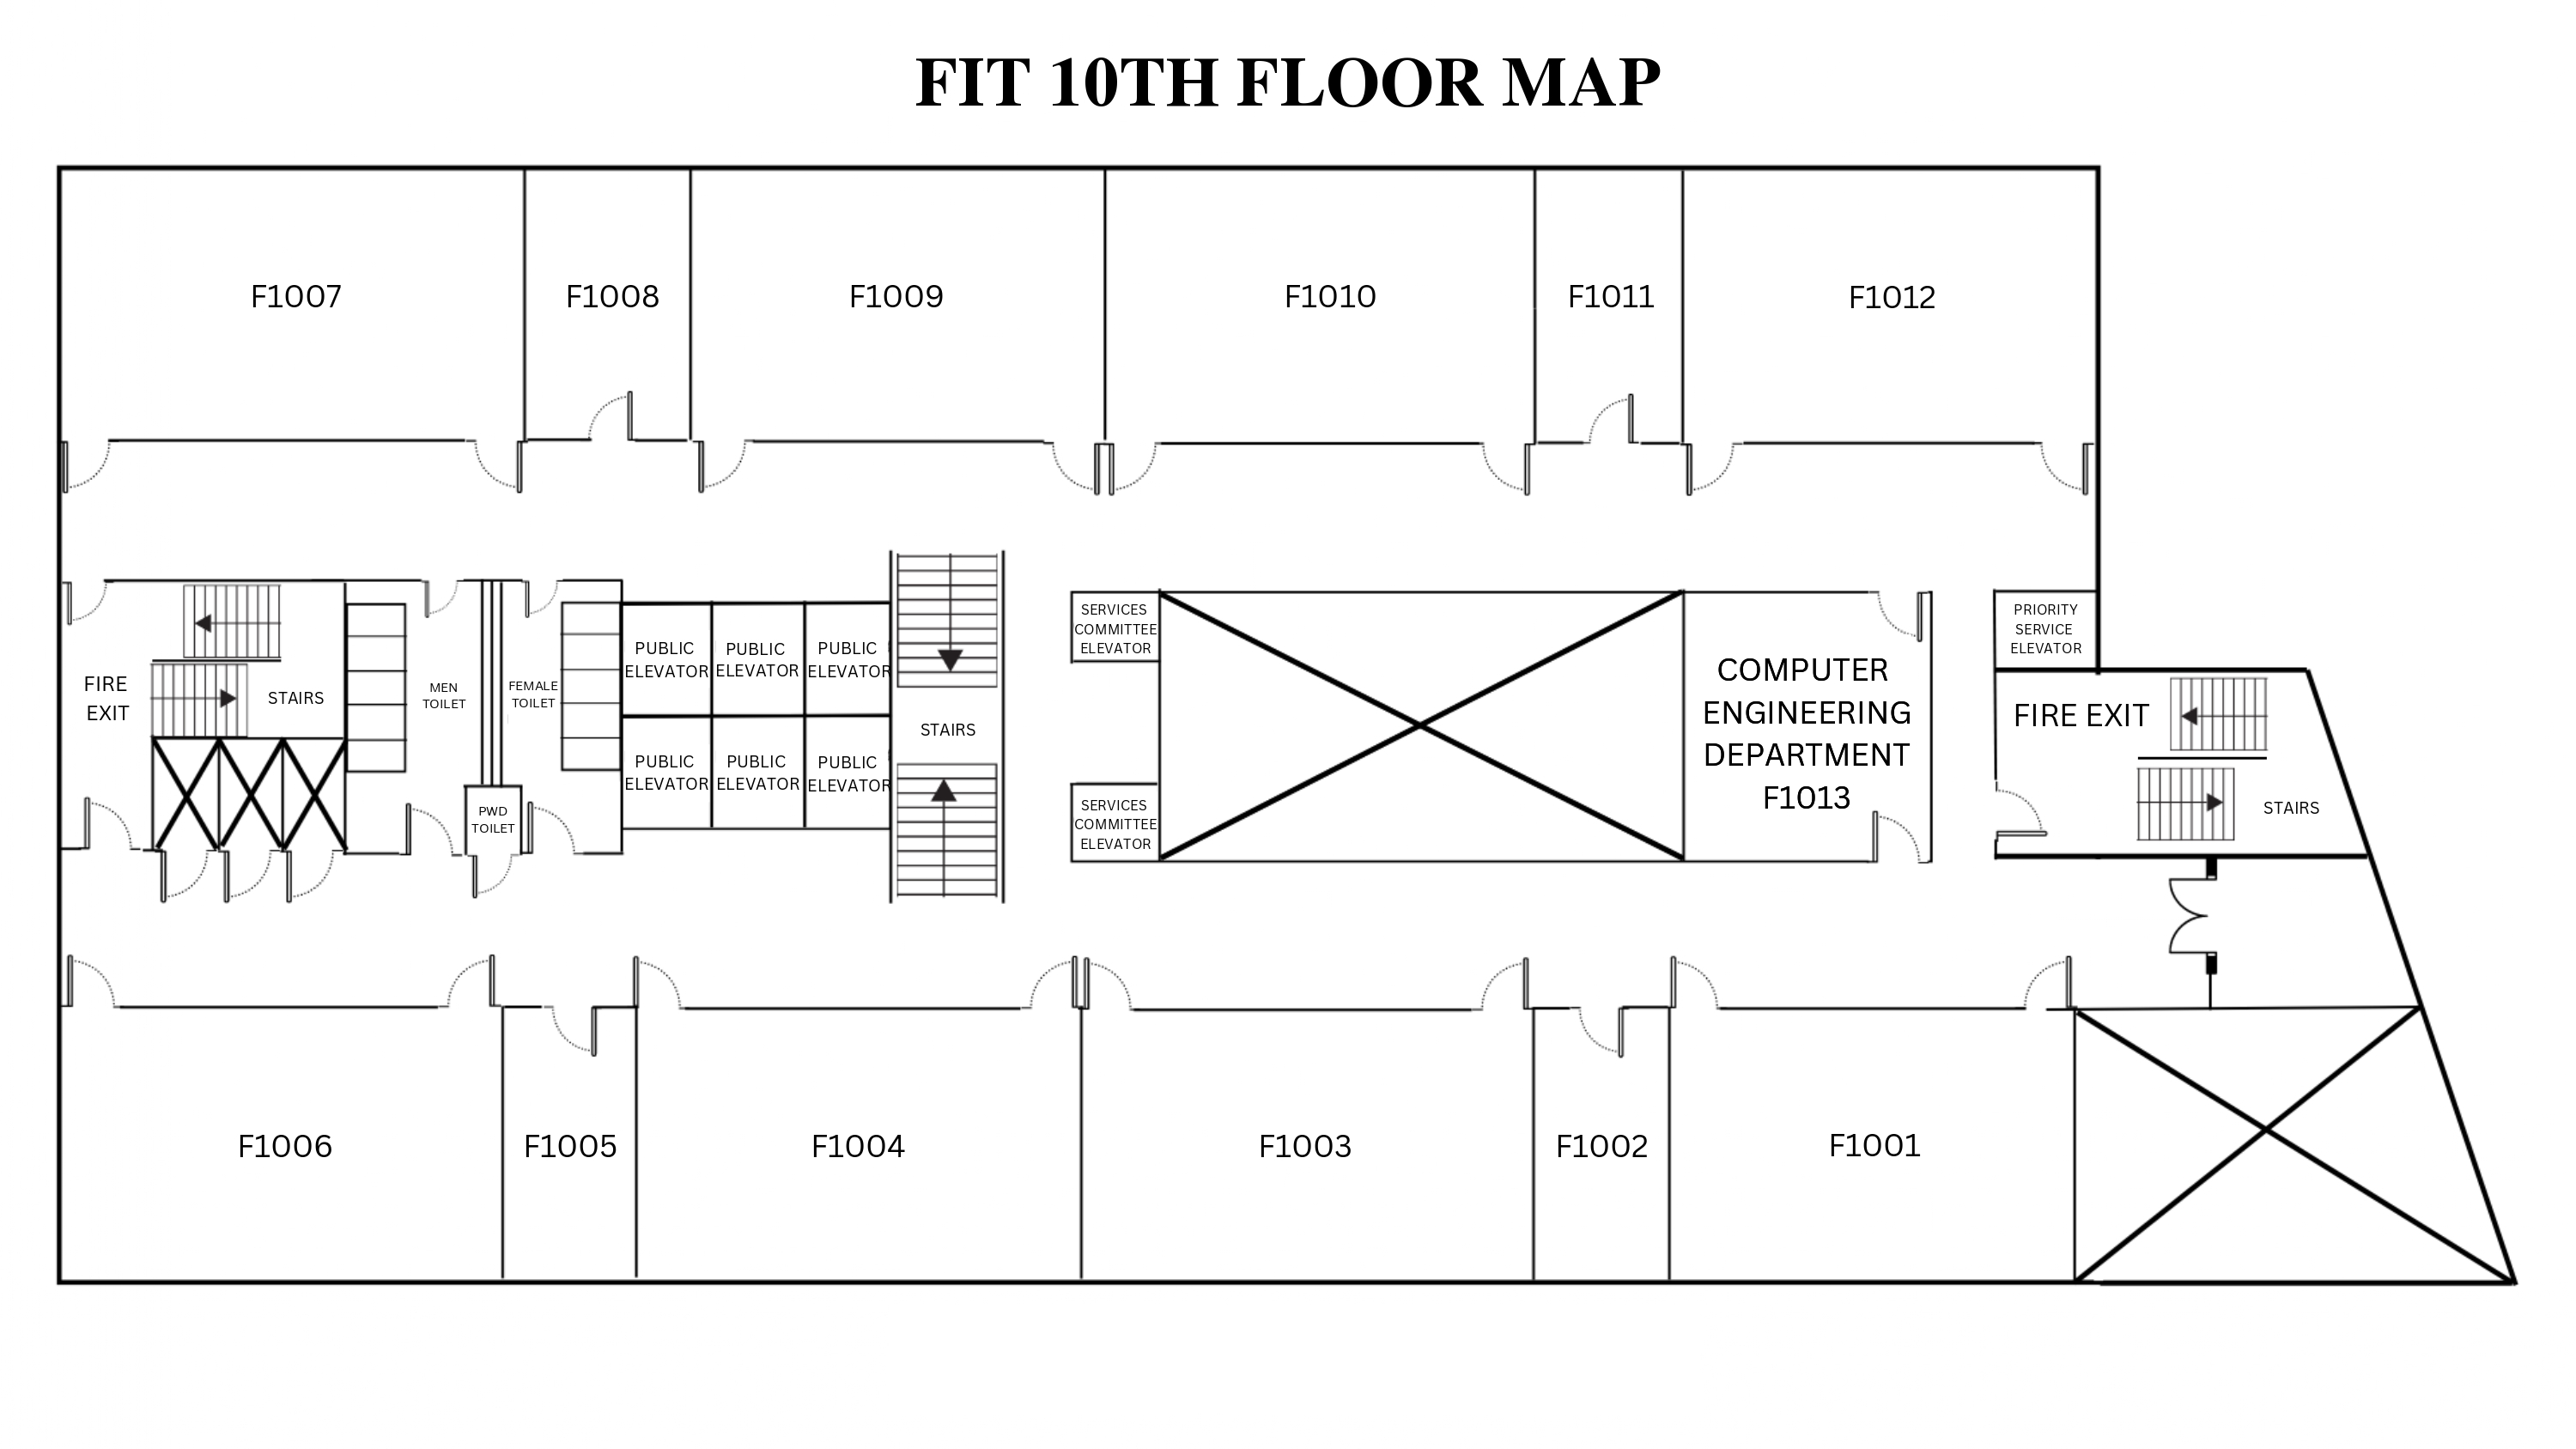 FIT 10TH FLOOR MAP
F1007
F1008
F1009
F1010
F1011
F1012
FIRE
EXIT
STAIRS
MEN
TOILET
FEMALE
TOILET
PWD
TOILET
PUBLIC
ELEVATOR
PUBLIC
ELEVATOR
PUBLIC
ELEVATOR
PUBLIC
ELEVATOR
PUBLIC
ELEVATOR
PUBLIC
ELEVATOR
STAIRS
SERVICES
COMMITTEE
ELEVATOR
SERVICES
COMMITTEE
ELEVATOR
COMPUTER
ENGINEERING
DEPARTMENT
F1013
PRIORITY
SERVICE
ELEVATOR
FIRE EXIT
STAIRS
F1006
F1005
F1004
F1003
F1002
F1001